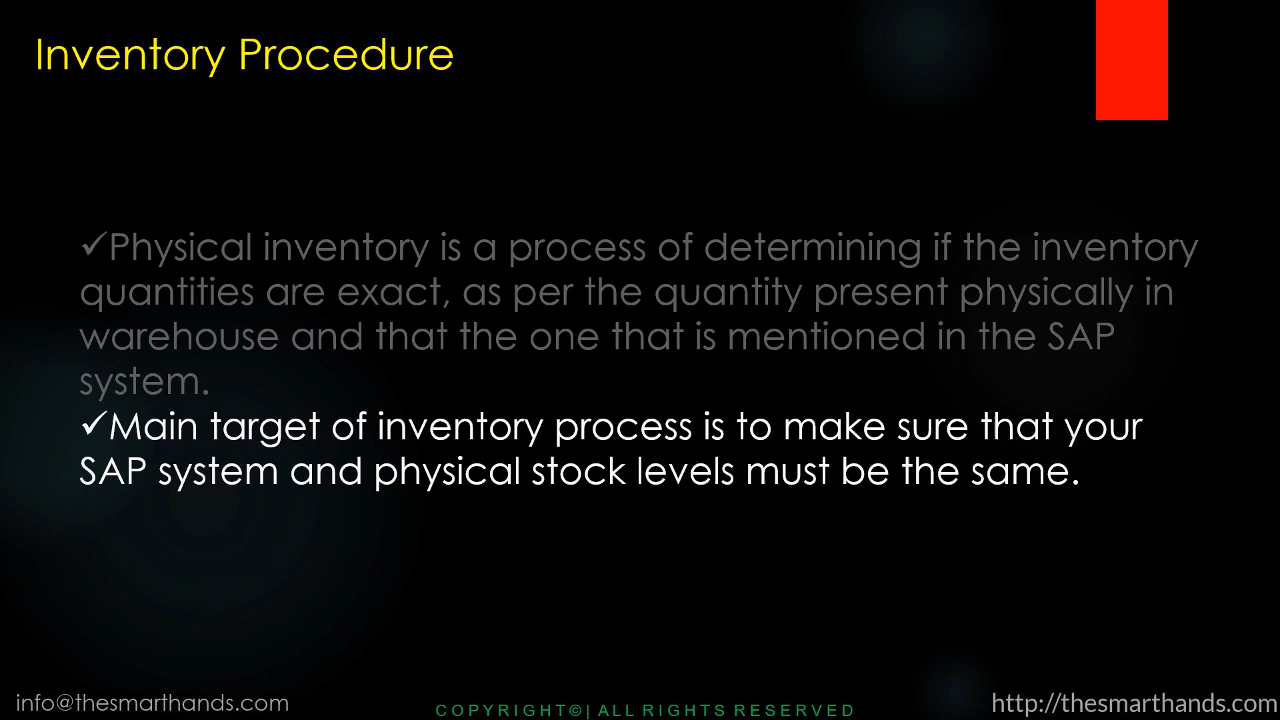 Inventory Procedure
✓Physical inventory is a process of determining if the inventory
quantities are exact, as per the quantity present physically in
warehouse and that the one that is mentioned in the SAP
system.
✓Main target of inventory process is to make sure that your
SAP system and physical stock levels must be the same.
info@thesmarthands.com
COPYRIGHT©| ALL RIGHTS RESERVED
http://thesmarthands.com